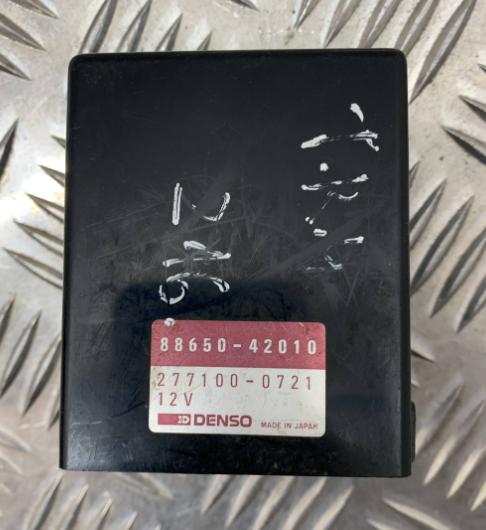 88650-42010
277100-0721
12V
DENSO MADE IN JAPAN